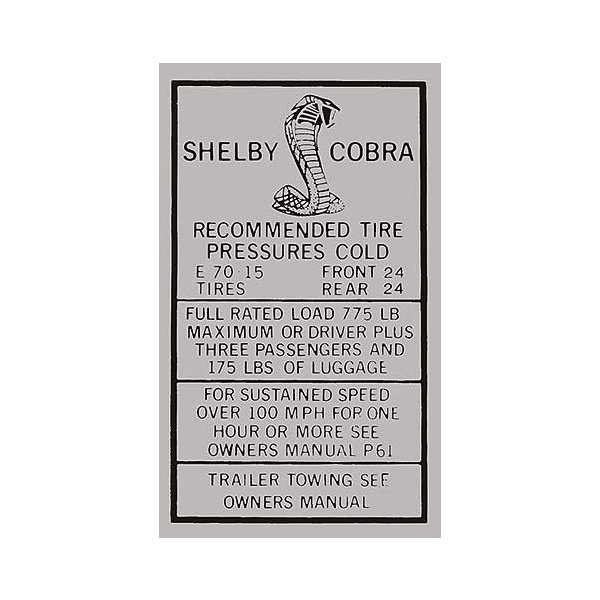 SHELBY COBRA
RECOMMENDED TIRE
PRESSURES COLD
E 70-15 FRONT 24
TIRES REAR 24
FULL RATED LOAD 775 LB
MAXIMUM OR DRIVER PLUS
THREE PASSENGERS AND
175 LBS OF LUGGAGE
FOR SUSTAINED SPEED
OVER 100 MPH FOR ONE
HOUR OR MORE SEE
OWNERS MANUAL P61
TRAILER TOWING SEE
OWNERS MANUAL